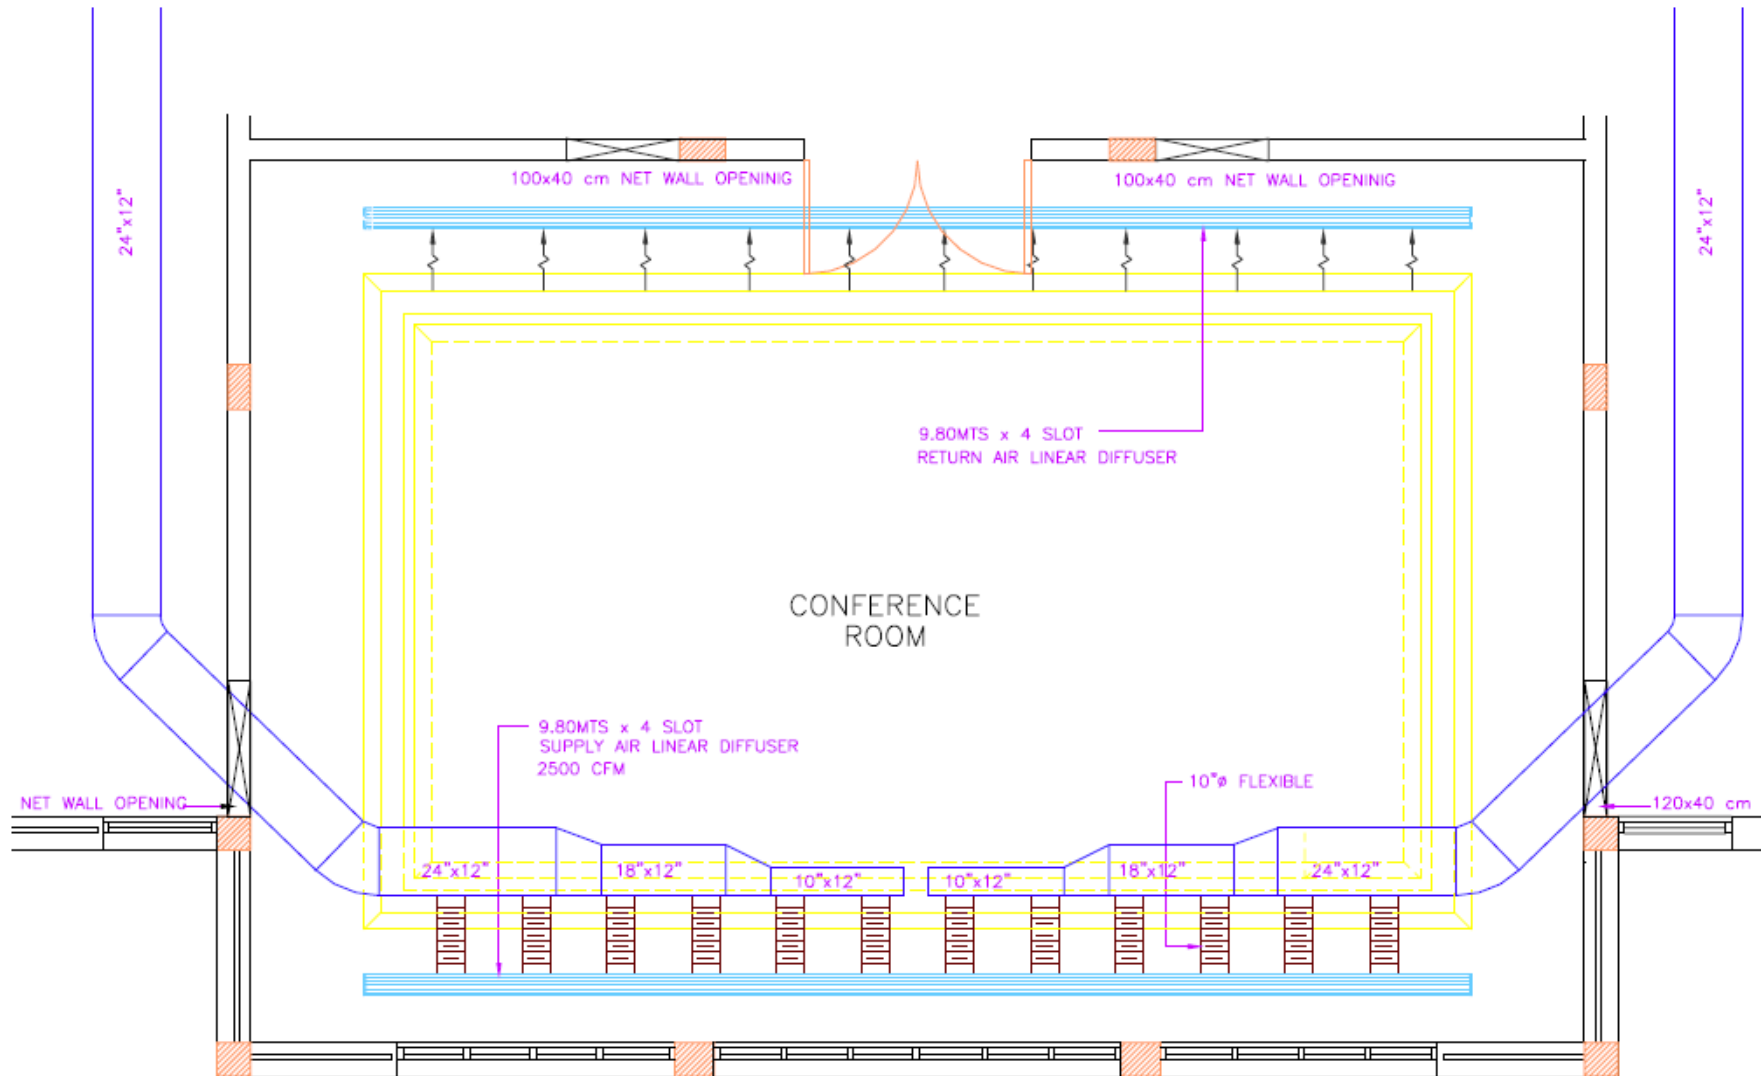 100x40 cm NET WALL OPENINIG
100x40 cm NET WALL OPENINIG
24"x12"
24"x12"
9.80MTS x 4 SLOT
RETURN AIR LINEAR DIFFUSER
CONFERENCE
ROOM
9.80MTS x 4 SLOT
SUPPLY AIR LINEAR DIFFUSER
2500 CFM
10"ø FLEXIBLE
NET WALL OPENING
120x40 cm
24"x12"
18"x12"
10"x12"
10"x12"
18"x12"
24"x12"